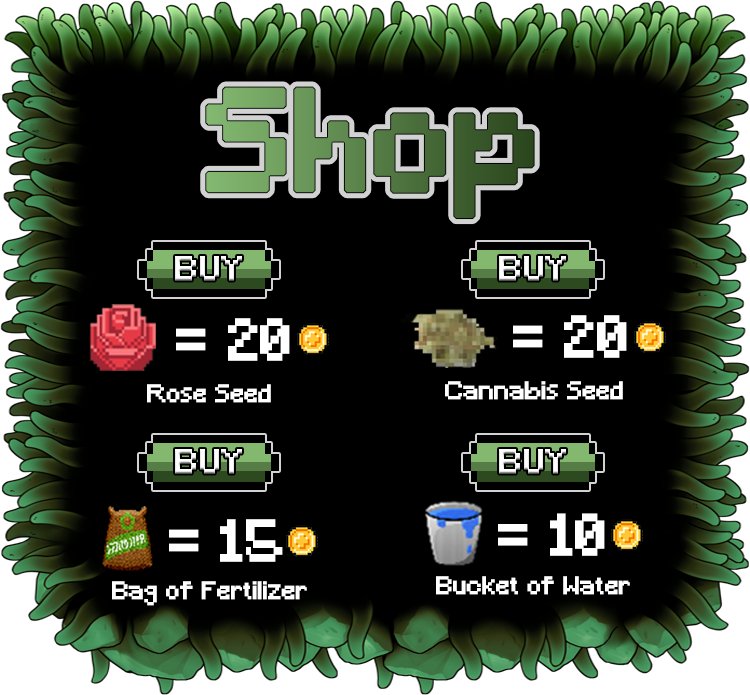 Shop
BUY
BUY
= 20
= 20
Rose Seed
Cannabis Seed
BUY
BUY
= 15
= 10
Bag of Fertilizer
Bucket of Water